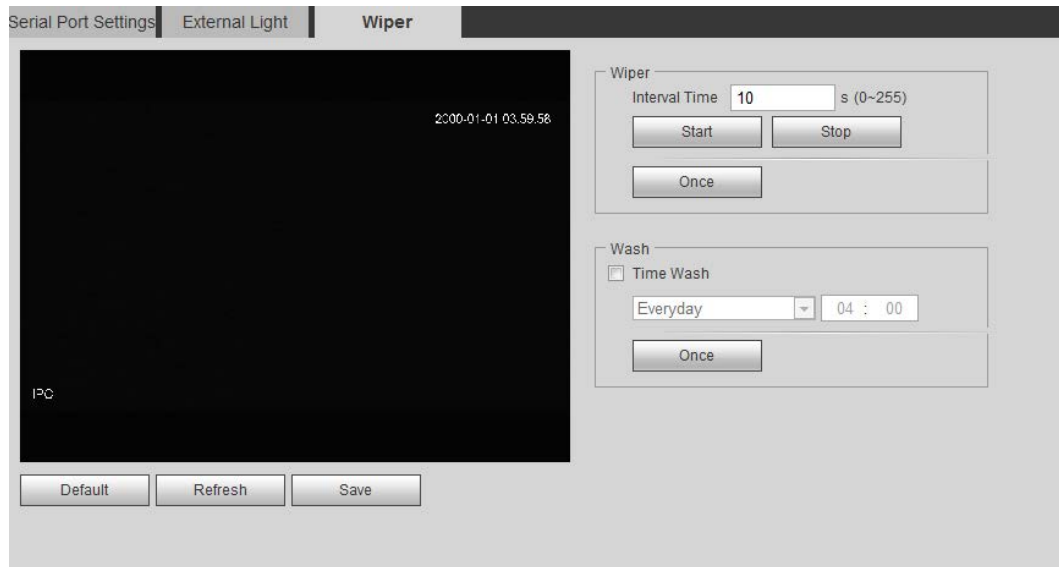 Serial Port Settings External Light Wiper
2000-01-01 03:59:58
IPC
Default Refresh Save
Wiper
Interval Time 10 s (0~255)
Start Stop
Once
Wash
Time Wash
Everyday 04 : 00
Once